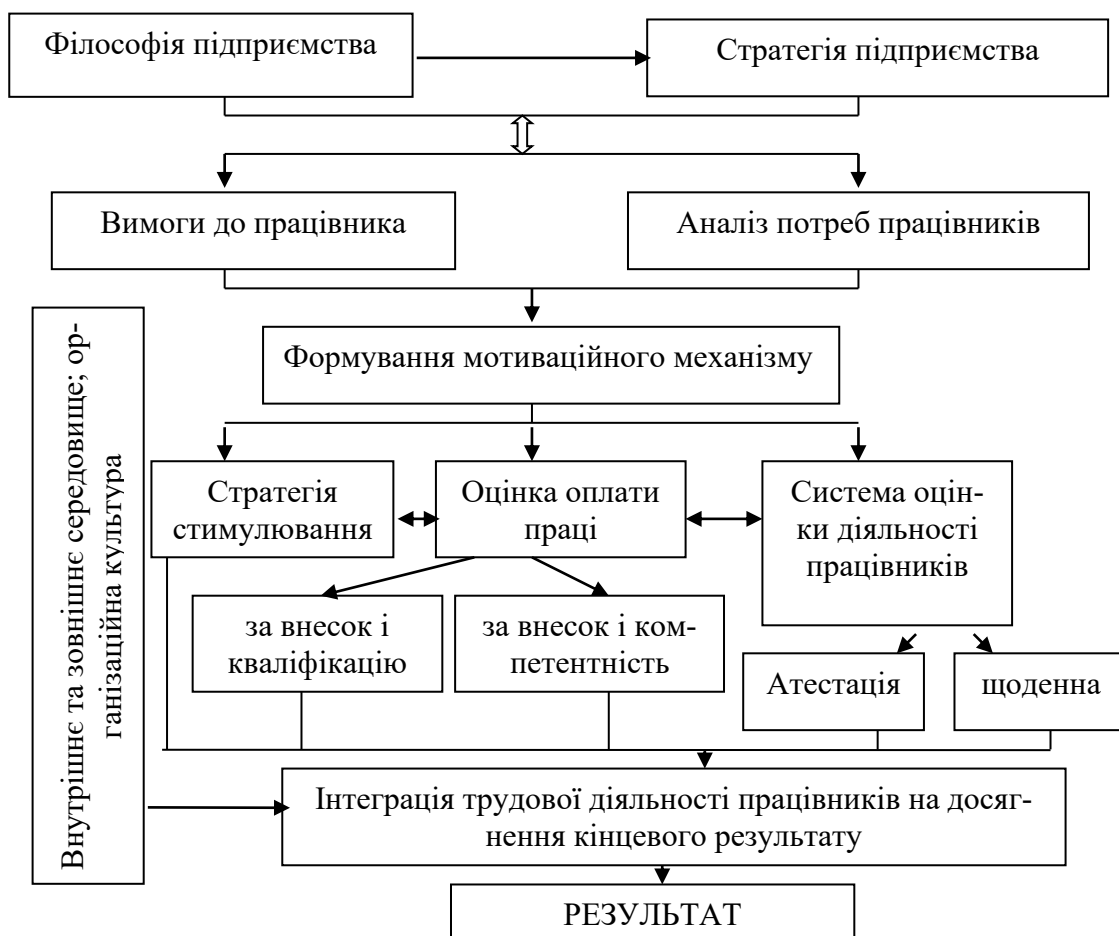 Філософія підприємства
Стратегія підприємства
Вимоги до працівника
Аналіз потреб працівників
Внутрішнє та зовнішнє середовище; ор-
ганізаційна культура
Формування мотиваційного механізму
Стратегія
стимулювання
Оцінка оплати
праці
Система оцін-
ки діяльності
працівників
за внесок і
кваліфікацію
за внесок і ком-
петентність
Атестація
щоденна
Інтеграція трудової діяльності працівників на досяг-
нення кінцевого результату
РЕЗУЛЬТАТ